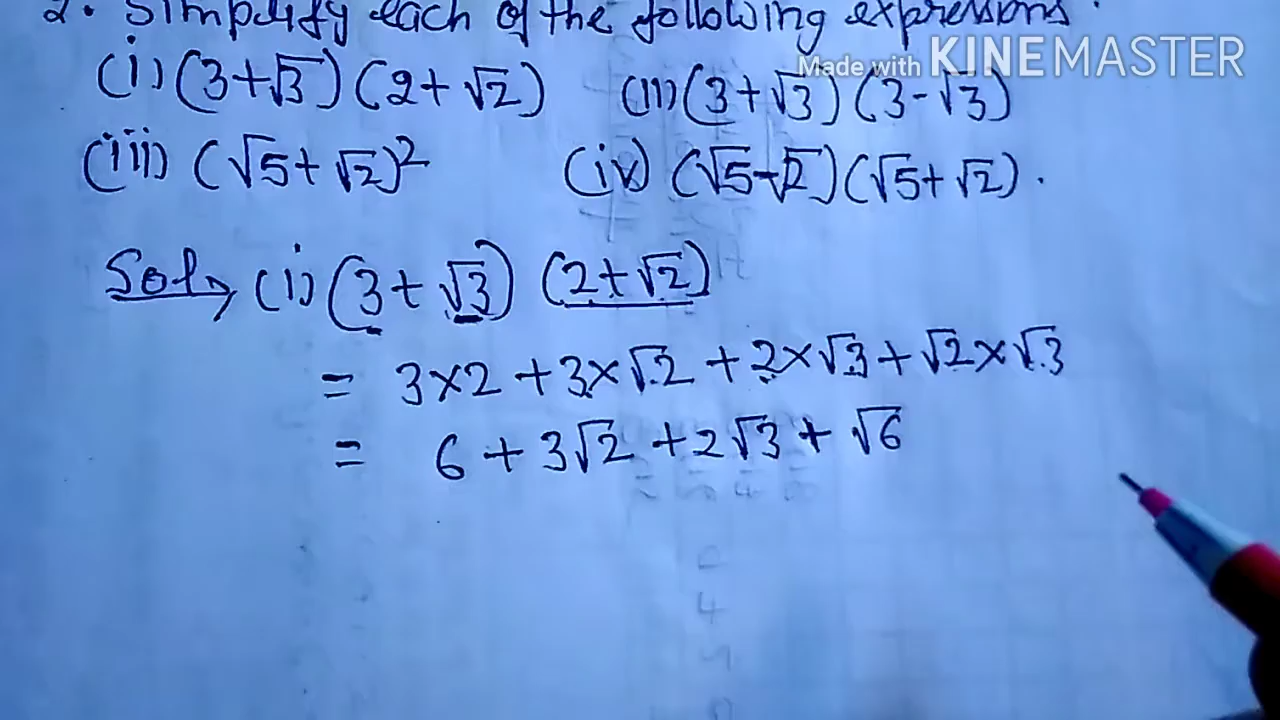 2. Simplify each of the following expressions.
Made with KINEMASTER
(i) (3+√3) (2+√2) (ii) (3+√3) (3-√3)
(iii) (√5+√2)² (iv) (√5-√2) (√5+√2).
Sol (i) (3+√3) (2+√2)
= 3×2 + 3×√2 + 2×√3 + √2×√3
= 6 + 3√2 + 2√3 + √6